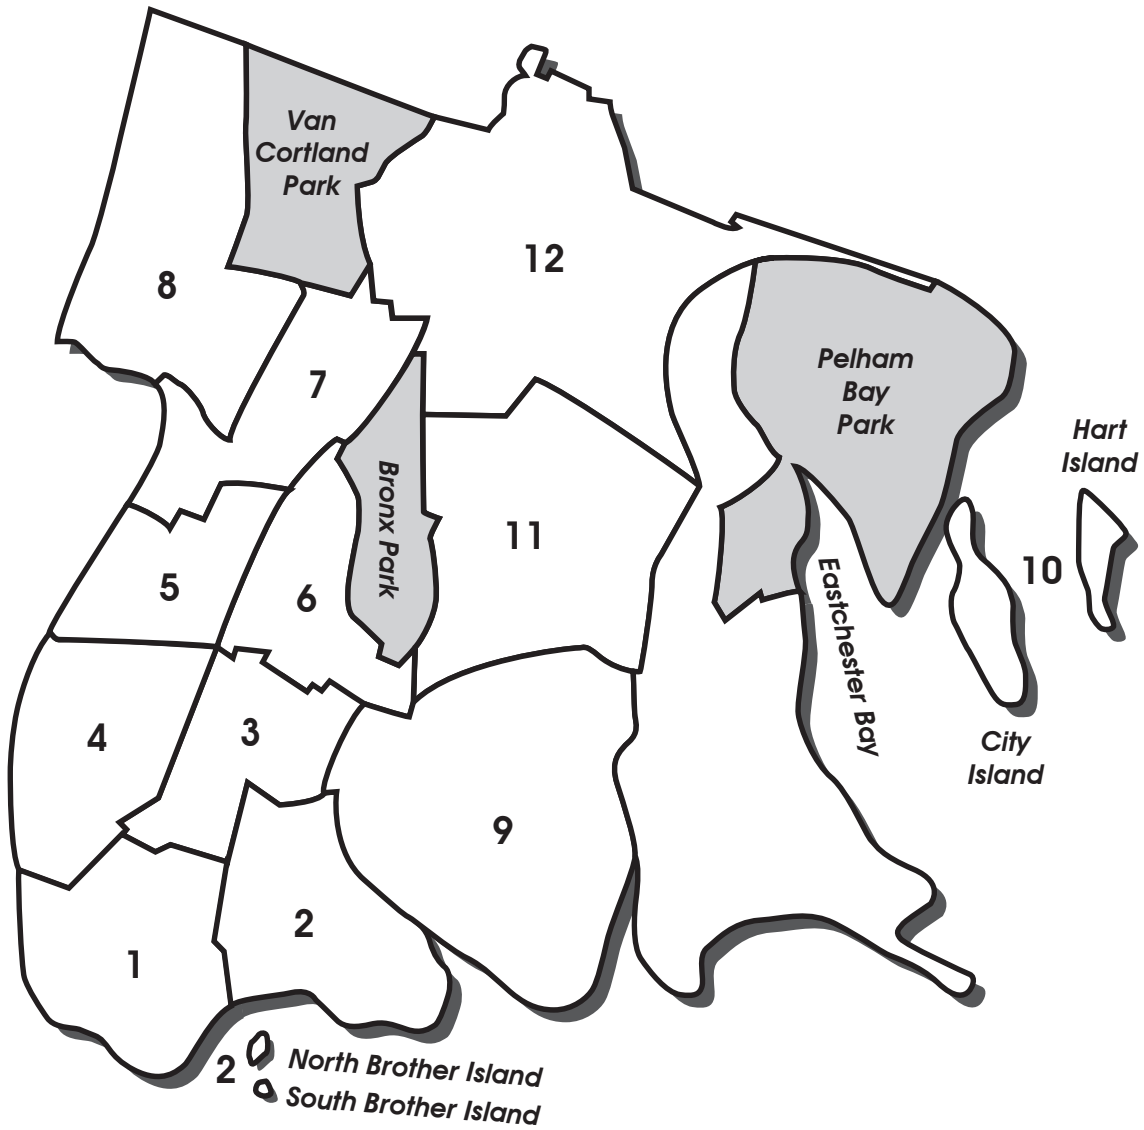 Van
Cortland
Park
12
8
Pelham
Bay
Park
7
Hart
Island
Bronx Park
11
10
5
6
Eastchester Bay
4
3
City
Island
9
2
1
2
North Brother Island
South Brother Island